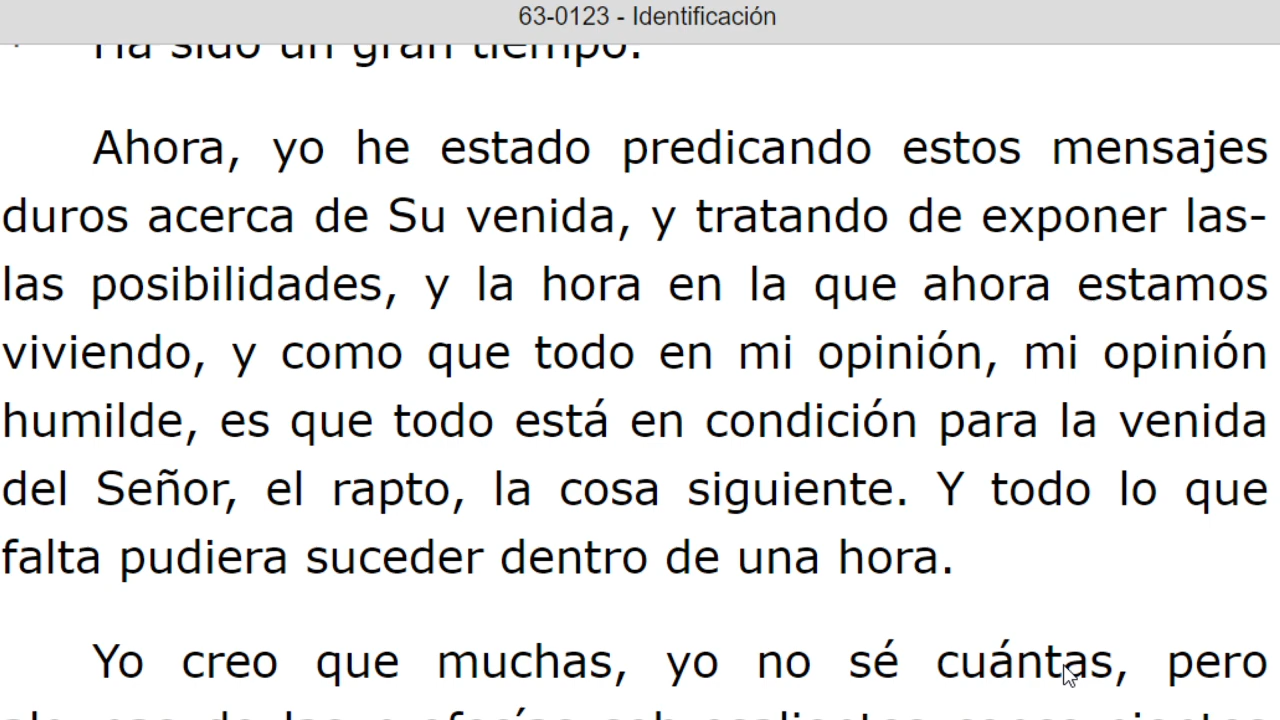 63-0123 - Identificación
Ha sido un gran tiempo.
Ahora, yo he estado predicando estos mensajes
duros acerca de Su venida, y tratando de exponer las-
las posibilidades, y la hora en la que ahora estamos
viviendo, y como que todo en mi opinión, mi opinión
humilde, es que todo está en condición para la venida
del Señor, el rapto, la cosa siguiente. Y todo lo que
falta pudiera suceder dentro de una hora.
Yo creo que muchas, yo no sé cuántas, pero